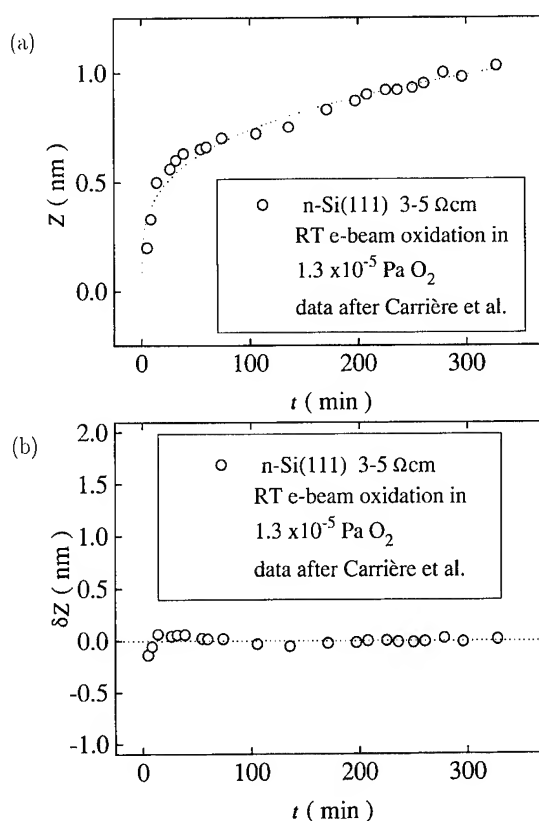 (a)
1.0
0.5
0.0
Z ( nm )
n-Si(111) 3-5 Ωcm
RT e-beam oxidation in
1.3 x10⁻⁵ Pa O₂
data after Carrière et al.
0 100 200 300
t ( min )
(b)
2.0
1.5
1.0
0.5
0.0
-0.5
-1.0
δZ ( nm )
n-Si(111) 3-5 Ωcm
RT e-beam oxidation in
1.3 x10⁻⁵ Pa O₂
data after Carrière et al.
0 100 200 300
t ( min )